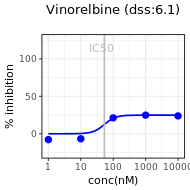 Vinorelbine (dss:6.1)
IC50
100
50
0
% inhibition
1 10 100 1000 10000
conc(nM)